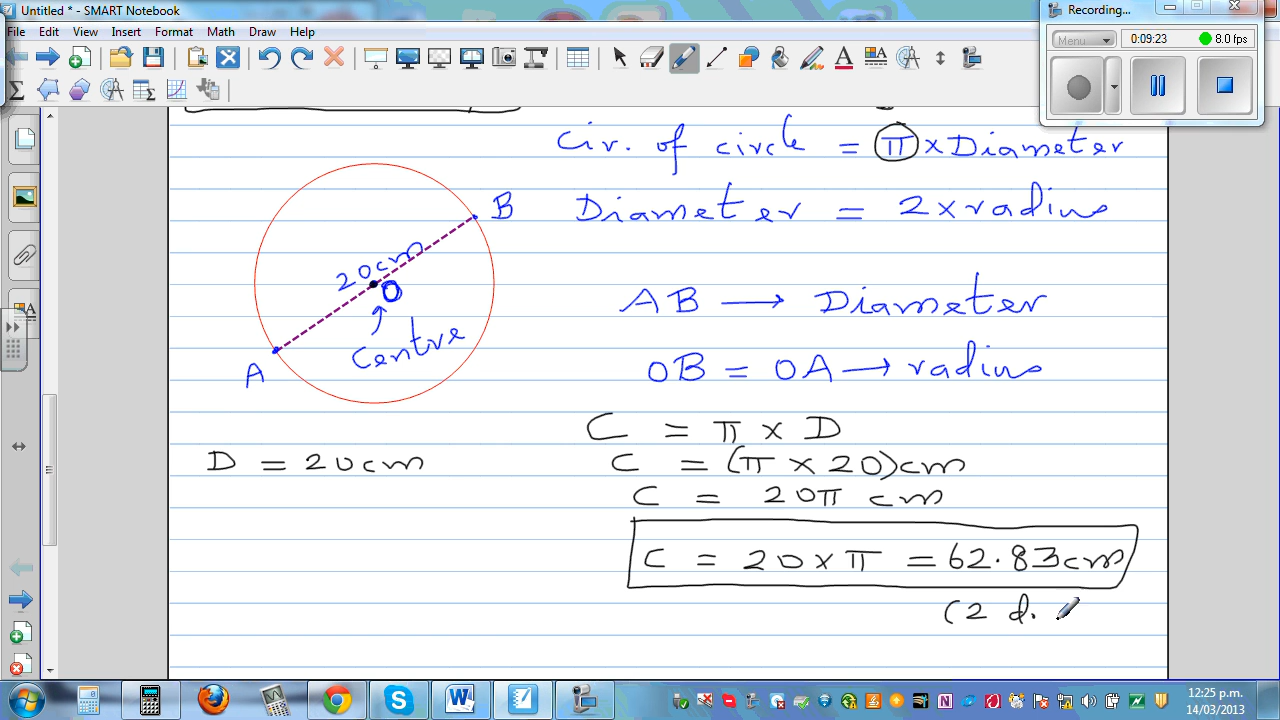 Untitled * - SMART Notebook
Recording...
File Edit View Insert Format Math Draw Help
Menu 0:09:23 8.0 fps
Cir. of circle = π × Diameter
Diameter = 2 × radius
B
20cm
O
Centre
A
AB → Diameter
OB = OA → radius
C = π × D
D = 20cm
C = (π × 20)cm
C = 20π cm
C = 20 × π = 62.83cm
(2 d.
12:25 p.m.
14/03/2013